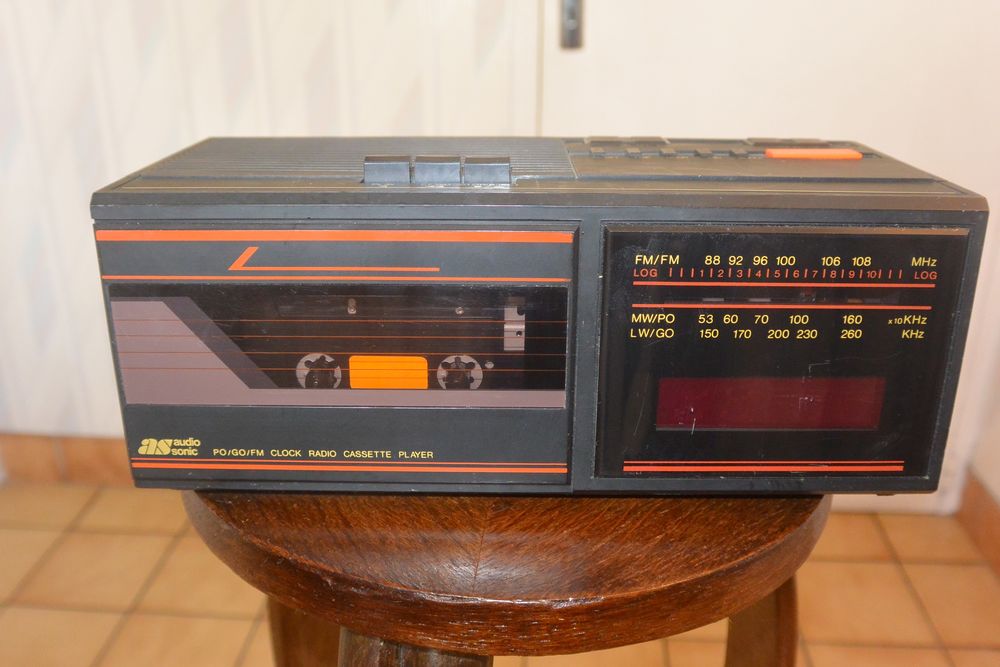 FM/FM 88 92 96 100 106 108 MHz
LOG 1 2 3 4 5 6 7 8 9 10 LOG
MW/PO 53 60 70 100 160 x10KHz
LW/GO 150 170 200 230 260 KHz
as audio sonic PO/GO/FM CLOCK RADIO CASSETTE PLAYER